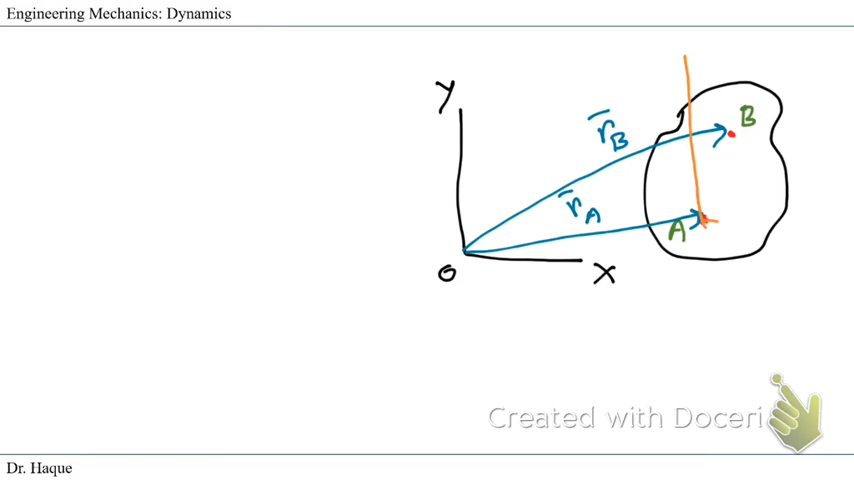 Engineering Mechanics: Dynamics
Y
B
r̄B
r̄A
A
O
X
Created with Doceri
Dr. Haque